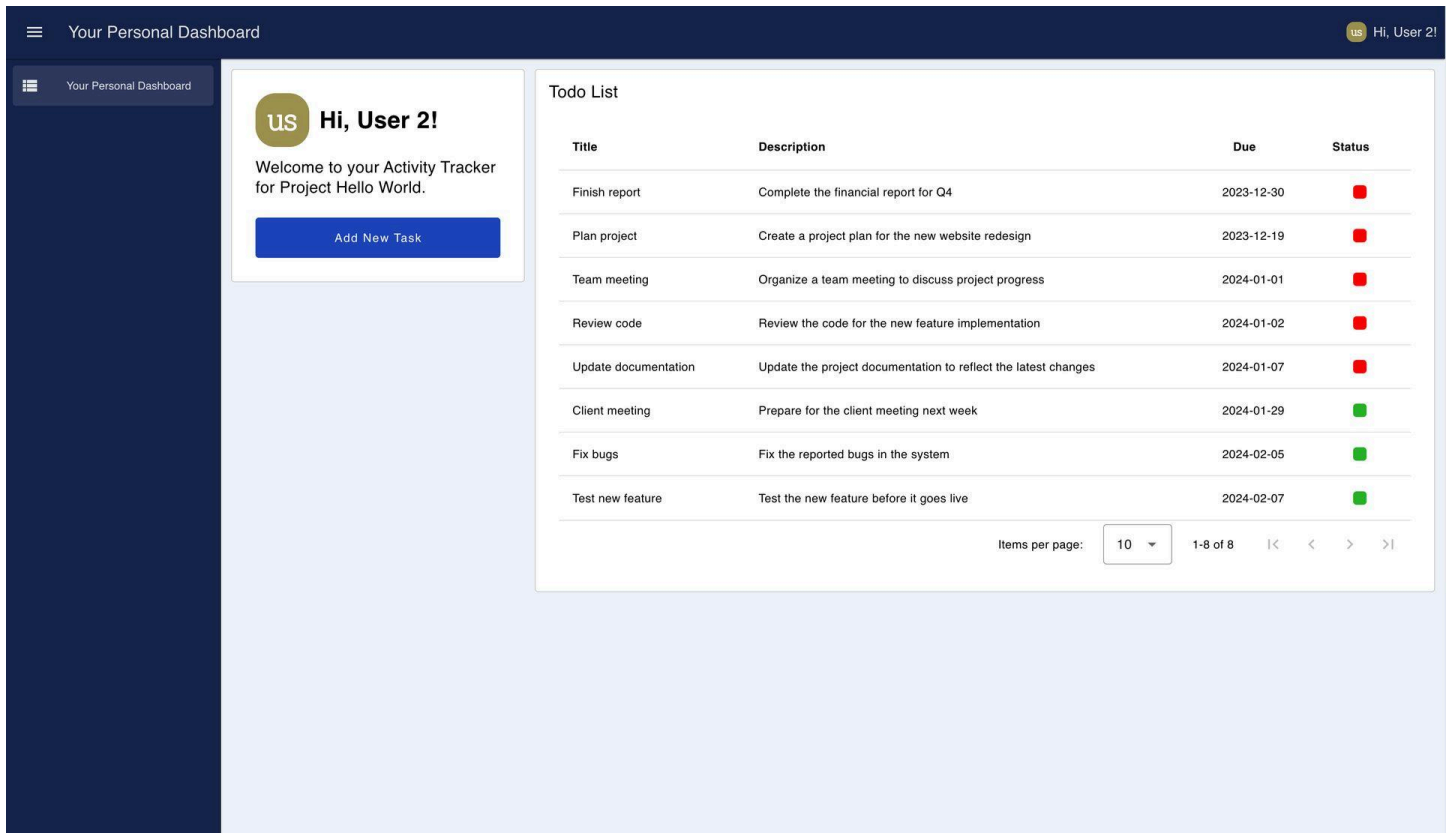 Your Personal Dashboard
us Hi, User 2!
Your Personal Dashboard
us Hi, User 2!
Welcome to your Activity Tracker
for Project Hello World.
Add New Task
Todo List
Title Description Due Status
Finish report Complete the financial report for Q4 2023-12-30
Plan project Create a project plan for the new website redesign 2023-12-19
Team meeting Organize a team meeting to discuss project progress 2024-01-01
Review code Review the code for the new feature implementation 2024-01-02
Update documentation Update the project documentation to reflect the latest changes 2024-01-07
Client meeting Prepare for the client meeting next week 2024-01-29
Fix bugs Fix the reported bugs in the system 2024-02-05
Test new feature Test the new feature before it goes live 2024-02-07
Items per page: 10 1-8 of 8